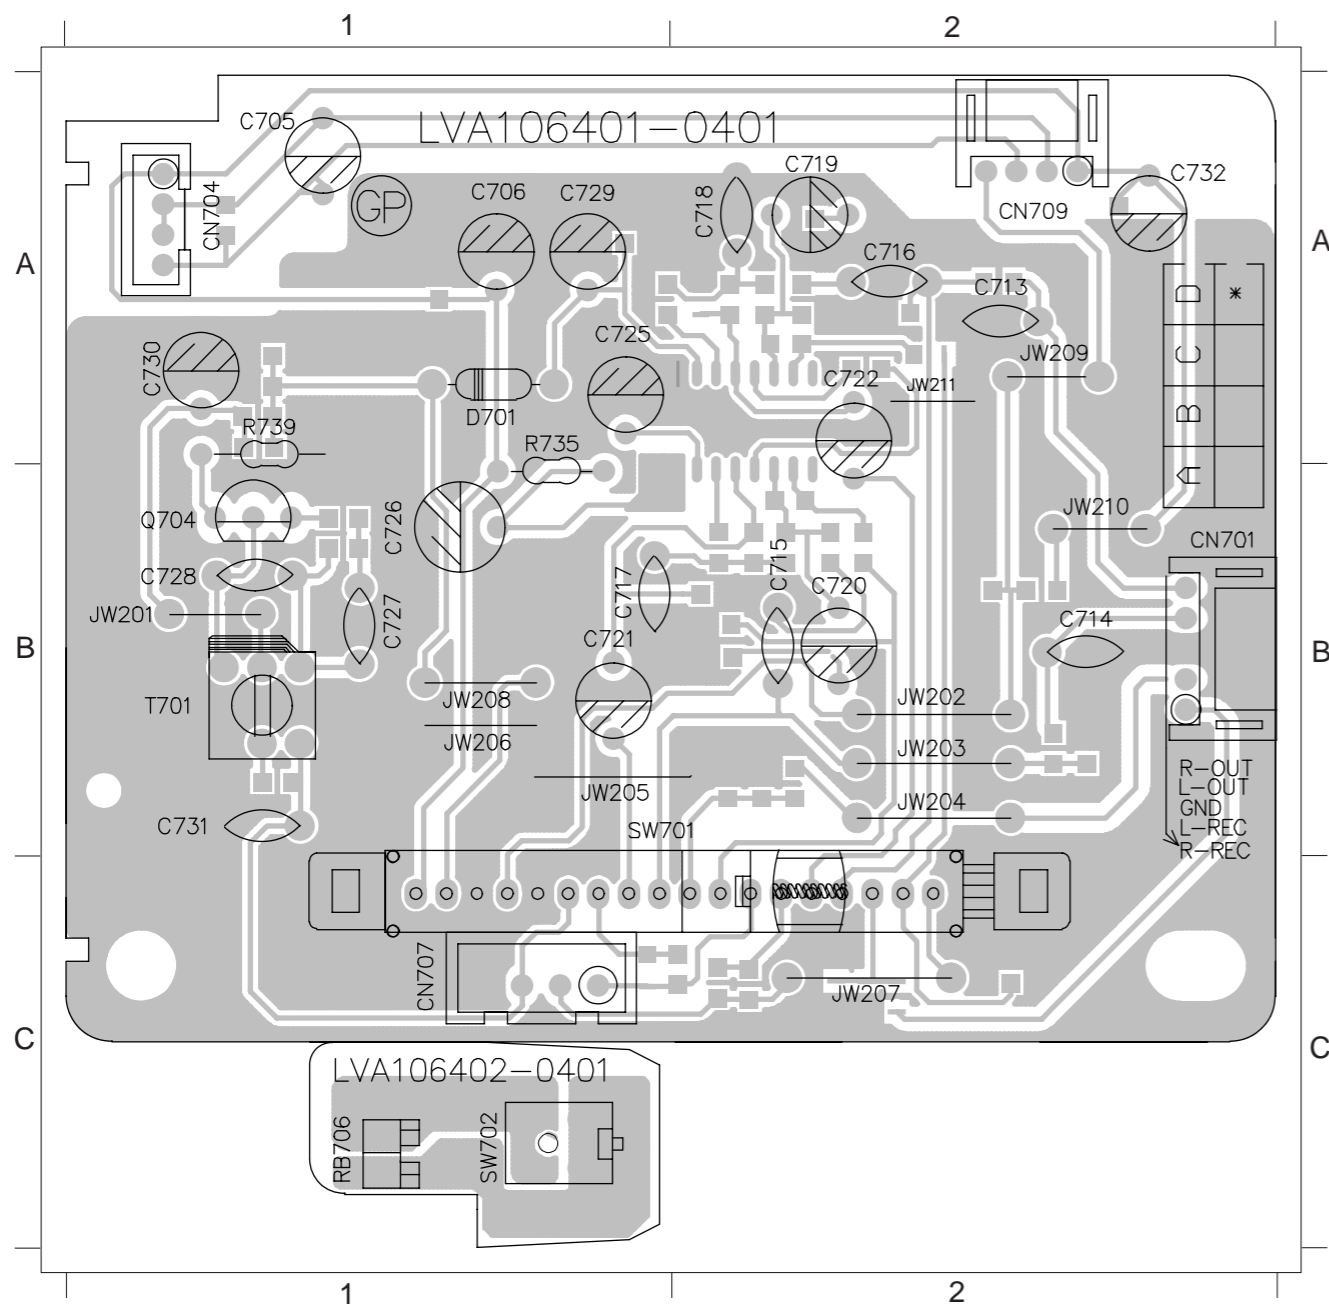 1
2
C705
LVA106401-0401
C719
C718
C732
CN704
GP
C706
C729
CN709
A
A
C716
C713
D
*
C730
C725
C
JW209
C722
JW211
D701
B
R739
R735
A
Q704
C726
JW210
CN701
C715
C728
C717
C720
JW201
C727
C714
B
B
C721
T701
JW208
JW202
JW206
JW203
R-OUT
JW205
L-OUT
JW204
GND
C731
SW701
L-REC
R-REC
CN707
JW207
C
C
LVA106402-0401
RB706
SW702
1
2